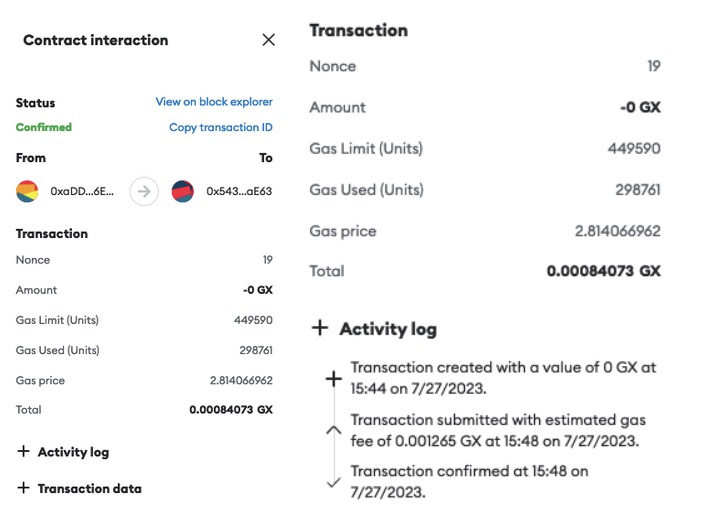 Contract interaction
Status View on block explorer
Confirmed Copy transaction ID
From To
0xaDD...6E... 0x543...aE63
Transaction
Nonce 19
Amount -0 GX
Gas Limit (Units) 449590
Gas Used (Units) 298761
Gas price 2.814066962
Total 0.00084073 GX
Activity log
Transaction data
Transaction
Nonce 19
Amount -0 GX
Gas Limit (Units) 449590
Gas Used (Units) 298761
Gas price 2.814066962
Total 0.00084073 GX
Activity log
Transaction created with a value of 0 GX at
15:44 on 7/27/2023.
Transaction submitted with estimated gas
fee of 0.001265 GX at 15:48 on 7/27/2023.
Transaction confirmed at 15:48 on
7/27/2023.